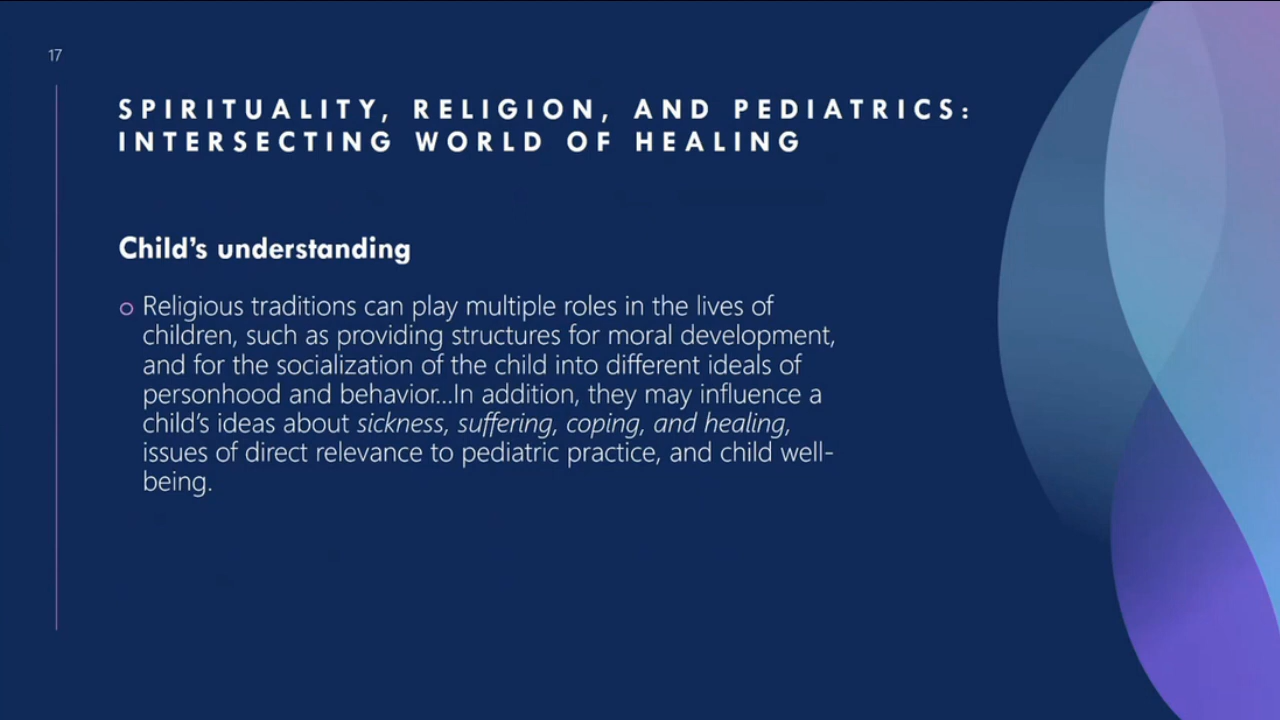 17
SPIRITUALITY, RELIGION, AND PEDIATRICS:
INTERSECTING WORLD OF HEALING
Child’s understanding
Religious traditions can play multiple roles in the lives of
children, such as providing structures for moral development,
and for the socialization of the child into different ideals of
personhood and behavior...In addition, they may influence a
child’s ideas about sickness, suffering, coping, and healing,
issues of direct relevance to pediatric practice, and child well-
being.